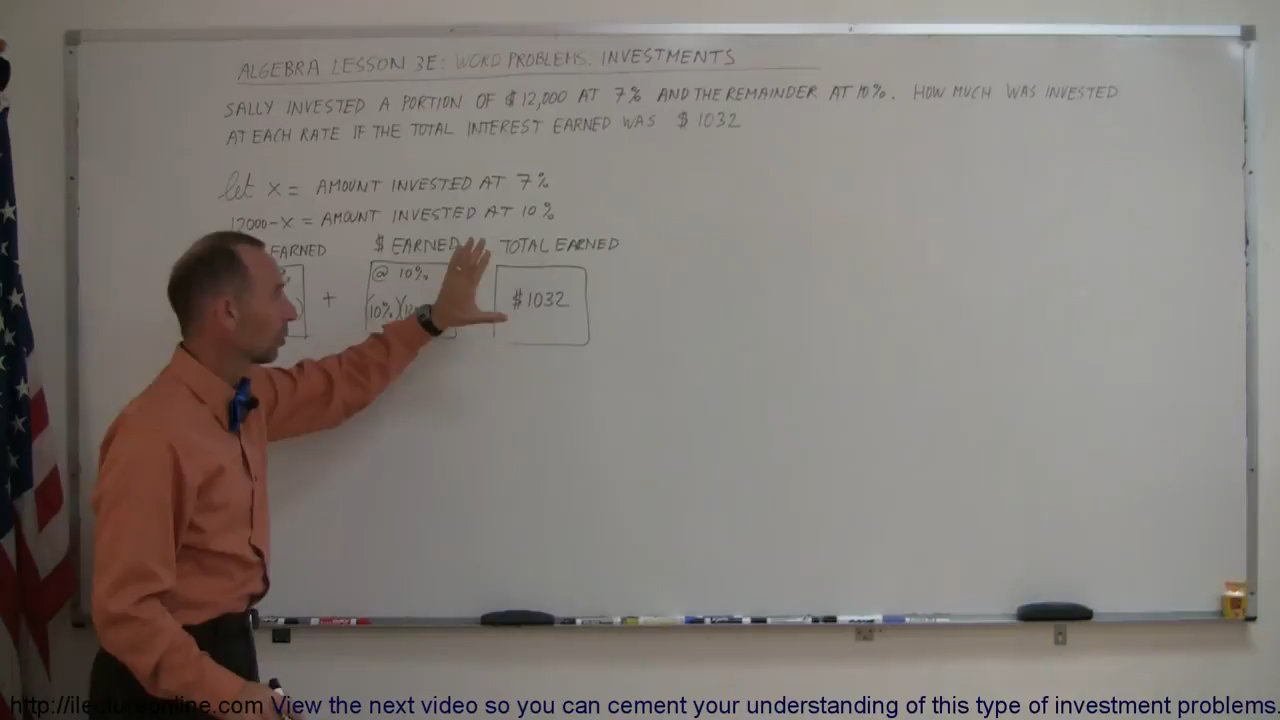 ALGEBRA LESSON 3E: WORD PROBLEMS: INVESTMENTS
SALLY INVESTED A PORTION OF $12,000 AT 7% AND THE REMAINDER AT 10%. HOW MUCH WAS INVESTED
AT EACH RATE IF THE TOTAL INTEREST EARNED WAS $1032
let X = AMOUNT INVESTED AT 7%
12000-X = AMOUNT INVESTED AT 10%
EARNED $ EARNED TOTAL EARNED
% @ 10%
) + (10%)(12 $1032
http://ilectureonline.com View the next video so you can cement your understanding of this type of investment problems.